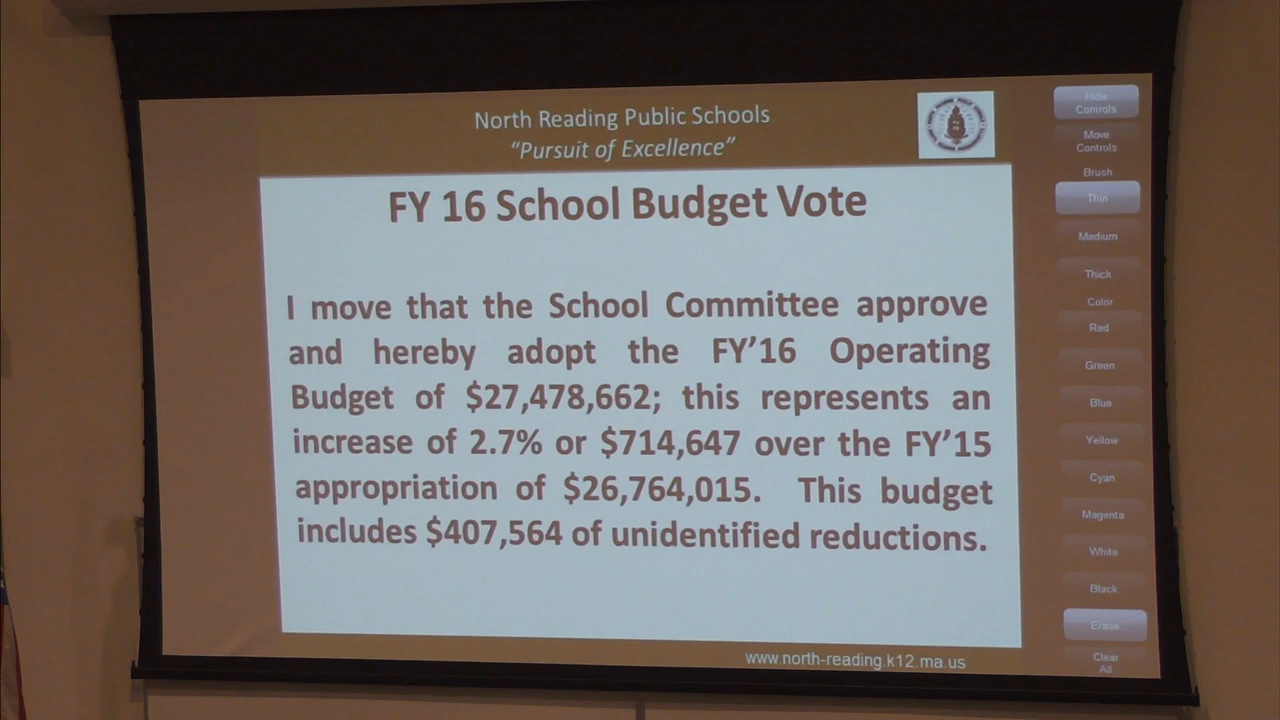 North Reading Public Schools
"Pursuit of Excellence"
FY 16 School Budget Vote
I move that the School Committee approve
and hereby adopt the FY'16 Operating
Budget of $27,478,662; this represents an
increase of 2.7% or $714,647 over the FY'15
appropriation of $26,764,015. This budget
includes $407,564 of unidentified reductions.
www.north-reading.k12.ma.us
Hide
Controls
Move
Controls
Brush
Thin
Medium
Thick
Color
Red
Green
Blue
Yellow
Cyan
Magenta
White
Black
Erase
Clear
All